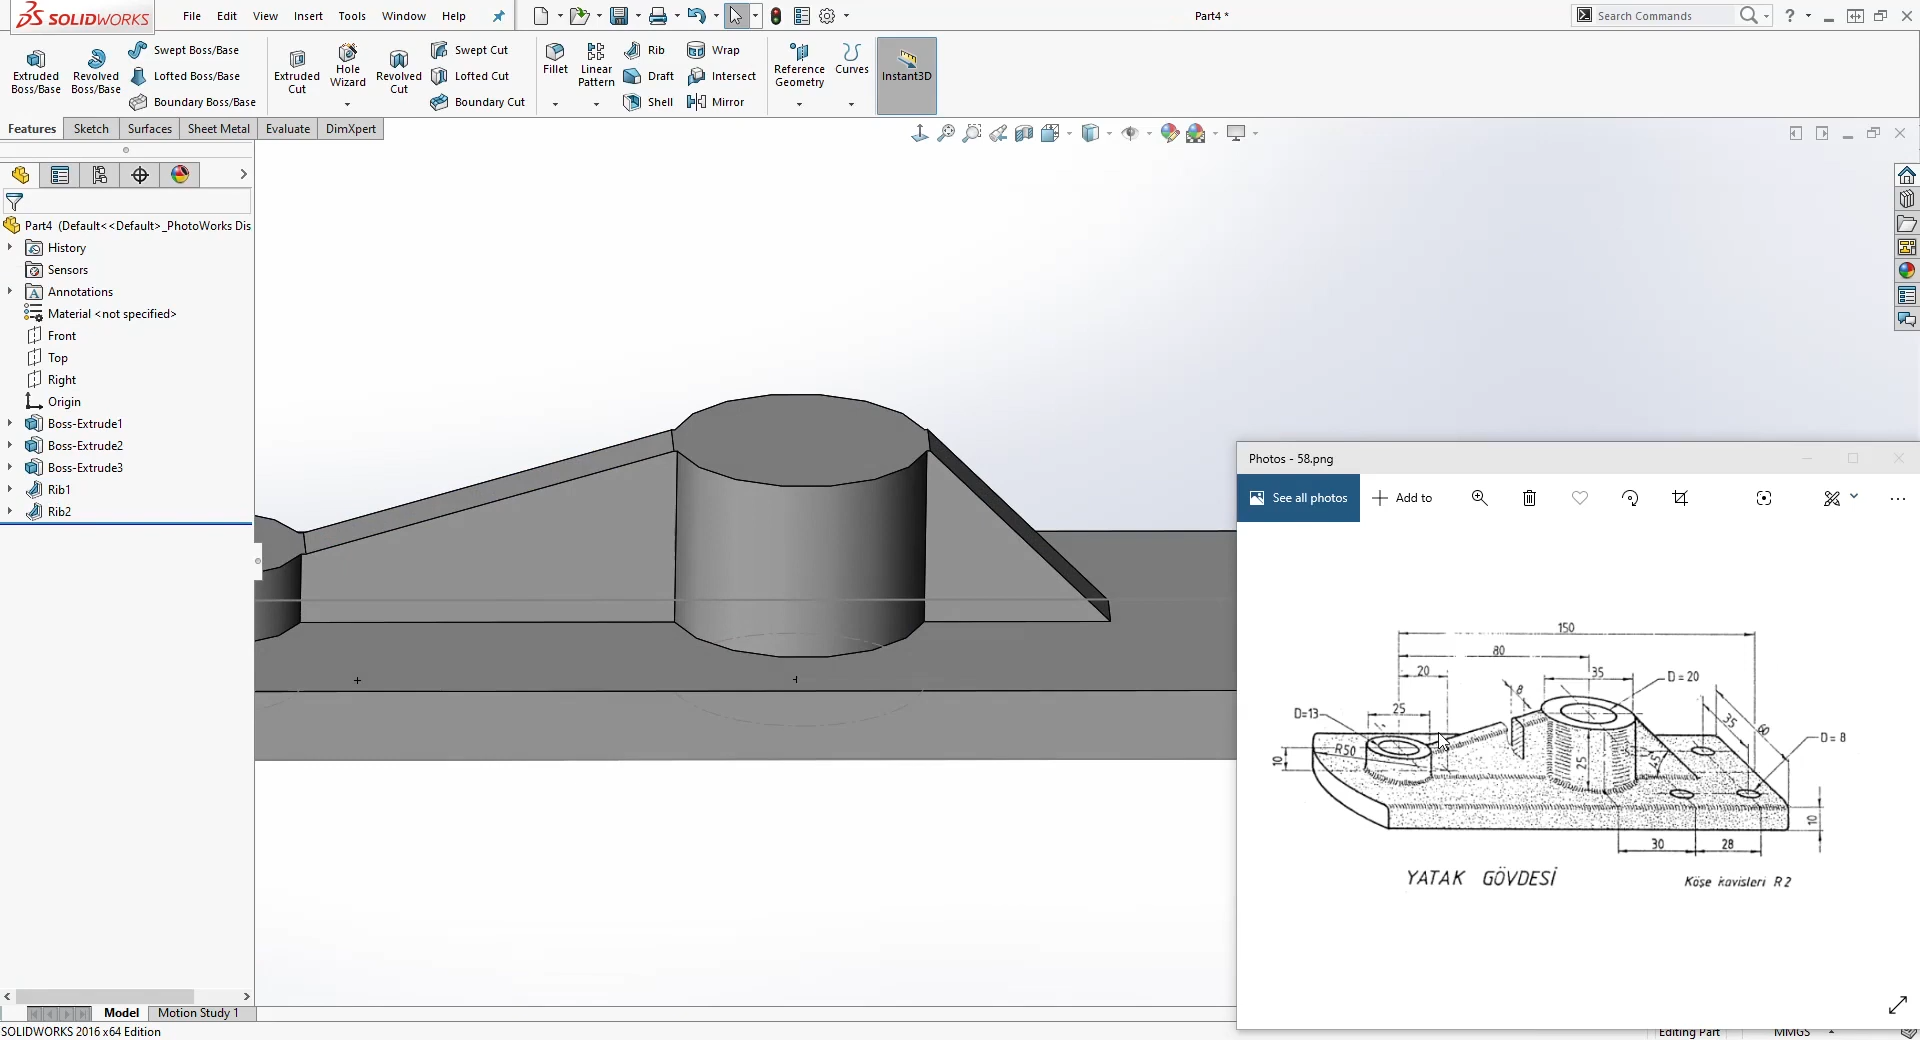 SOLIDWORKS
File Edit View Insert Tools Window Help
Part4 *
Search Commands
Extruded Boss/Base
Revolved Boss/Base
Swept Boss/Base
Lofted Boss/Base
Boundary Boss/Base
Extruded Cut
Hole Wizard
Revolved Cut
Swept Cut
Lofted Cut
Boundary Cut
Fillet
Linear Pattern
Rib
Draft
Shell
Wrap
Intersect
Mirror
Reference Geometry
Curves
Instant3D
Features Sketch Surfaces Sheet Metal Evaluate DimXpert
Part4 (Default<<Default>_PhotoWorks Dis
History
Sensors
Annotations
Material <not specified>
Front
Top
Right
Origin
Boss-Extrude1
Boss-Extrude2
Boss-Extrude3
Rib1
Rib2
Photos - 58.png
See all photos
Add to
150
80
20
35
D=20
8
25
D=13
35
60
D=8
R50
10
25
45
10
30
28
YATAK GÖVDESİ
Köşe kavisleri R2
Model Motion Study 1
SOLIDWORKS 2016 x64 Edition
Editing Part
MMGS